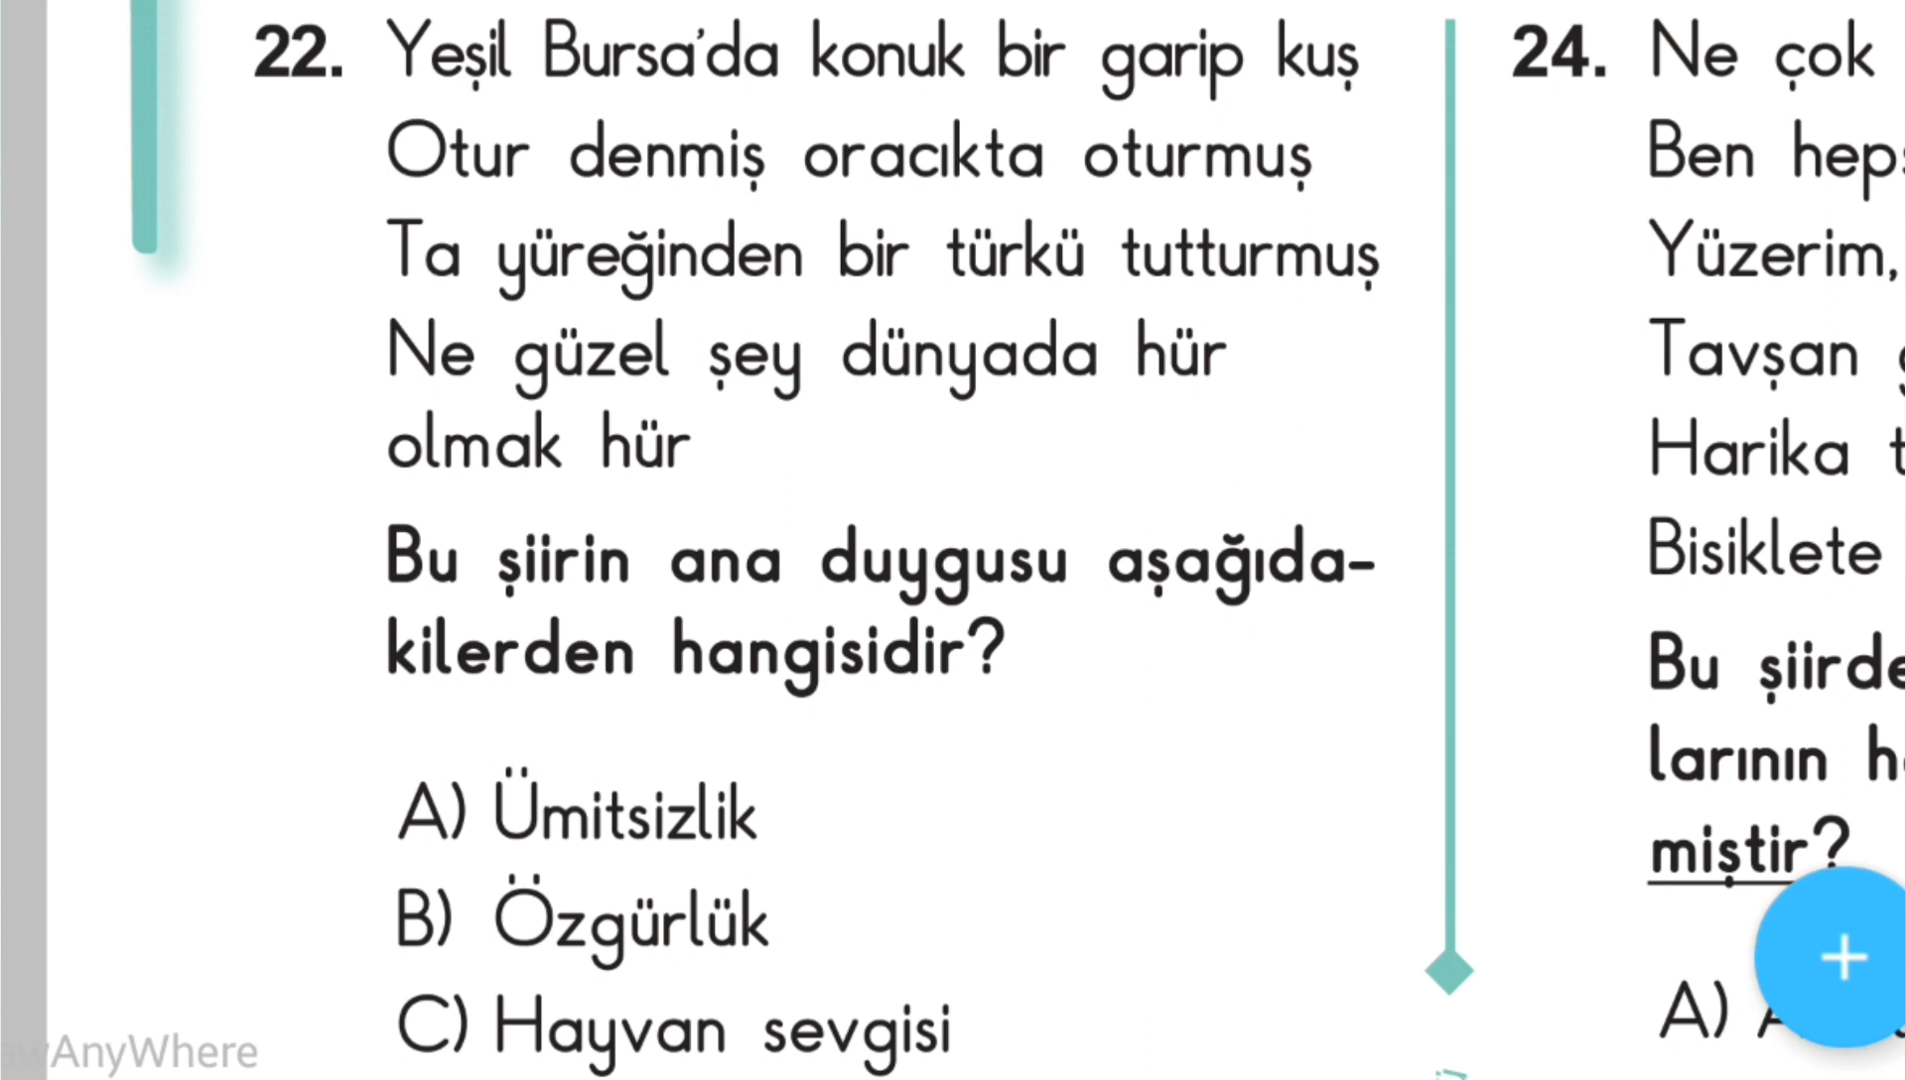 22. Yeşil Bursa'da konuk bir garip kuş
Otur denmiş oracıkta oturmuş
Ta yüreğinden bir türkü tutturmuş
Ne güzel şey dünyada hür
olmak hür
Bu şiirin ana duygusu aşağıda-
kilerden hangisidir?
A) Ümitsizlik
B) Özgürlük
C) Hayvan sevgisi
24. Ne çok
Ben
Yüzerim,
Tavşan
Harika
Bisiklete
Bu
larının
miştir?
A)
AnyWhere